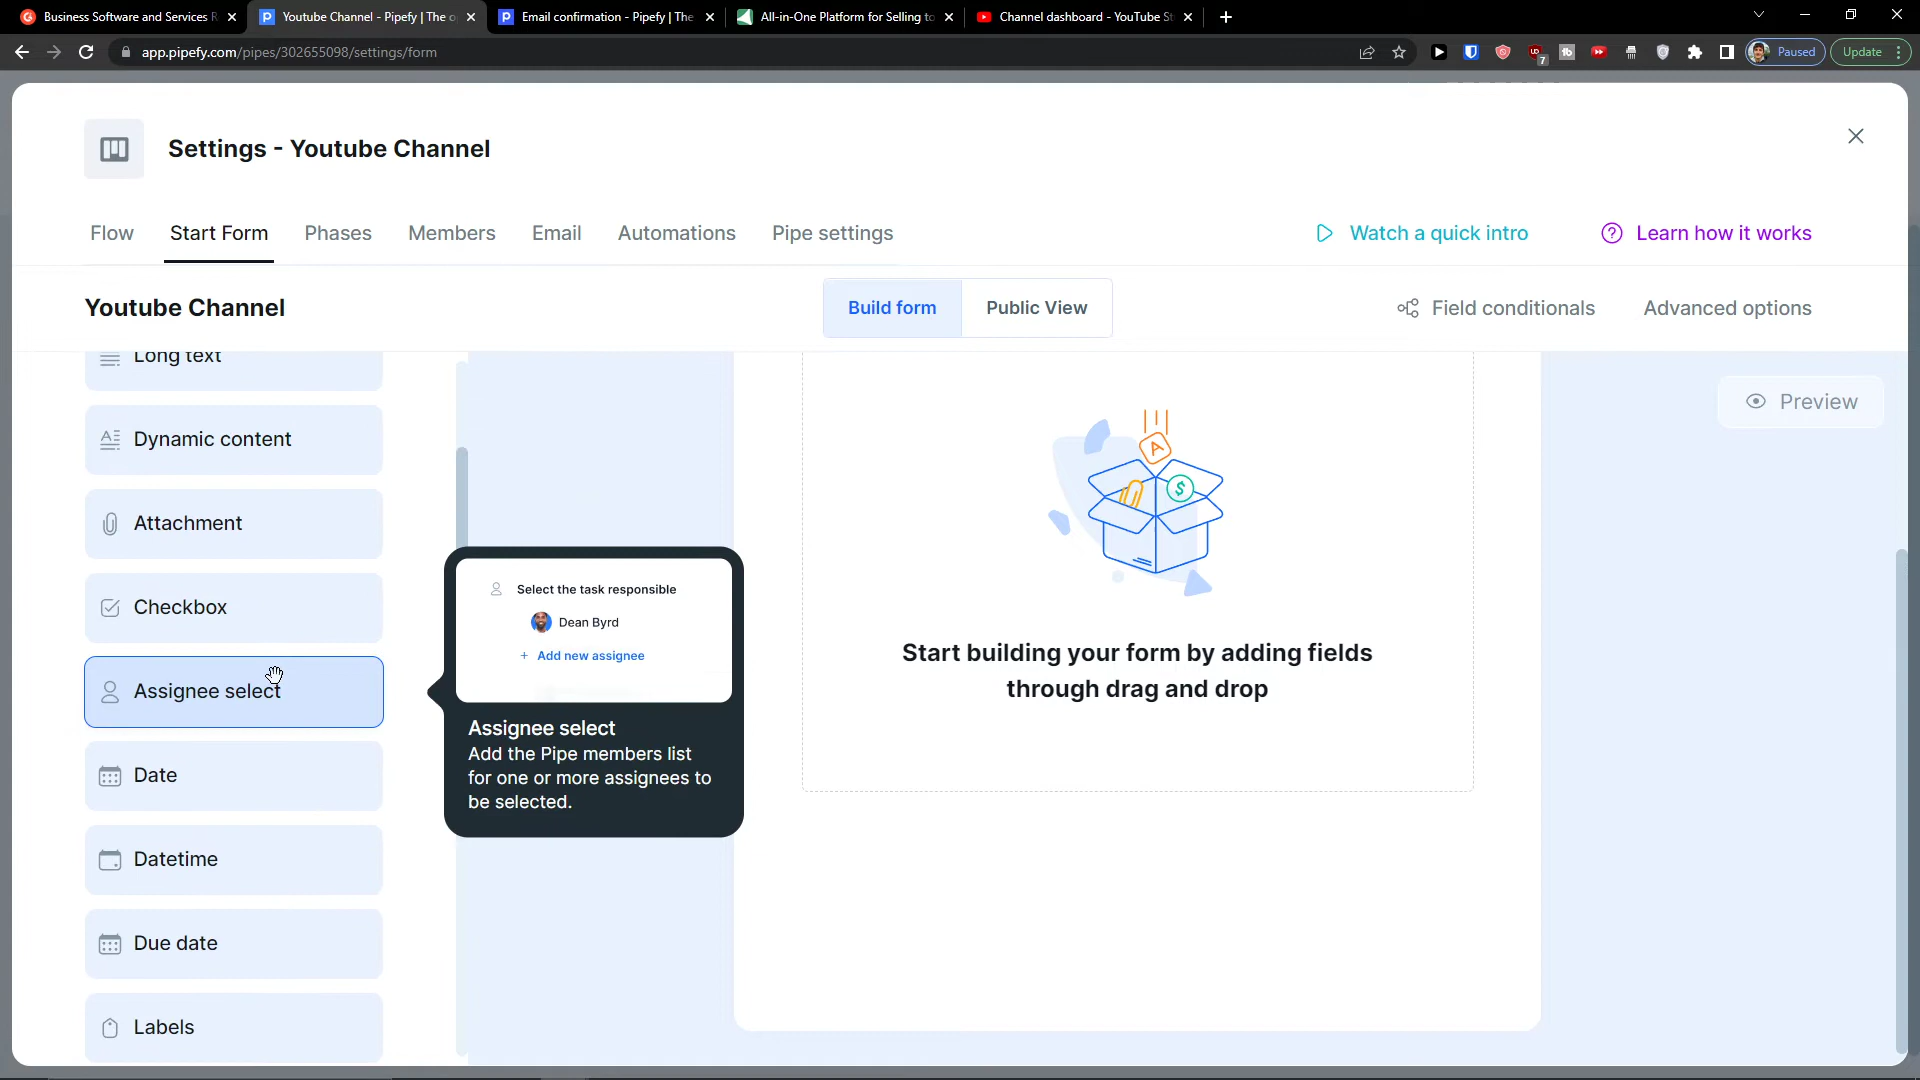 Business Software and Services R
Youtube Channel - Pipefy | The o
Email confirmation - Pipefy | The
All-in-One Platform for Selling to
Channel dashboard - YouTube St
app.pipefy.com/pipes/302655098/settings/form
7
Paused
Update
Settings - Youtube Channel
Flow
Start Form
Phases
Members
Email
Automations
Pipe settings
Watch a quick intro
Learn how it works
Youtube Channel
Build form
Public View
Field conditionals
Advanced options
Long text
Preview
Dynamic content
Attachment
Checkbox
Assignee select
Date
Datetime
Due date
Labels
Select the task responsible
Dean Byrd
+ Add new assignee
Assignee select
Add the Pipe members list
for one or more assignees to
be selected.
A
$
Start building your form by adding fields
through drag and drop